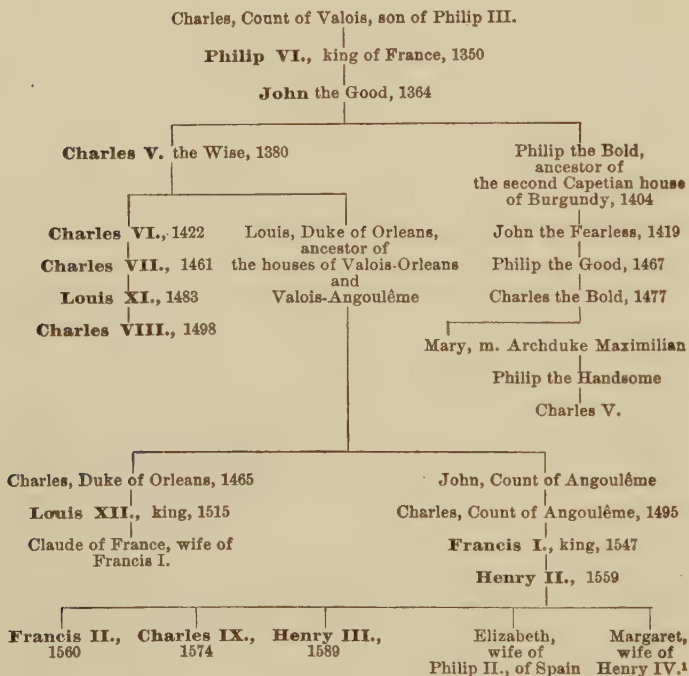 Charles, Count of Valois, son of Philip III.
Philip VI., king of France, 1350
John the Good, 1364
Charles V. the Wise, 1380
Philip the Bold,
ancestor of
the second Capetian house
of Burgundy, 1404
Charles VI., 1422
Charles VII., 1461
Louis XI., 1483
Charles VIII., 1498
Louis, Duke of Orleans,
ancestor of
the houses of Valois-Orleans
and
Valois-Angoulême
John the Fearless, 1419
Philip the Good, 1467
Charles the Bold, 1477
Mary, m. Archduke Maximilian
Philip the Handsome
Charles V.
Charles, Duke of Orleans, 1465
Louis XII., king, 1515
Claude of France, wife of
Francis I.
John, Count of Angoulême
Charles, Count of Angoulême, 1495
Francis I., king, 1547
Henry II., 1559
Francis II.,
1560
Charles IX.,
1574
Henry III.,
1589
Elizabeth,
wife of
Philip II., of Spain
Margaret,
wife of
Henry IV.¹